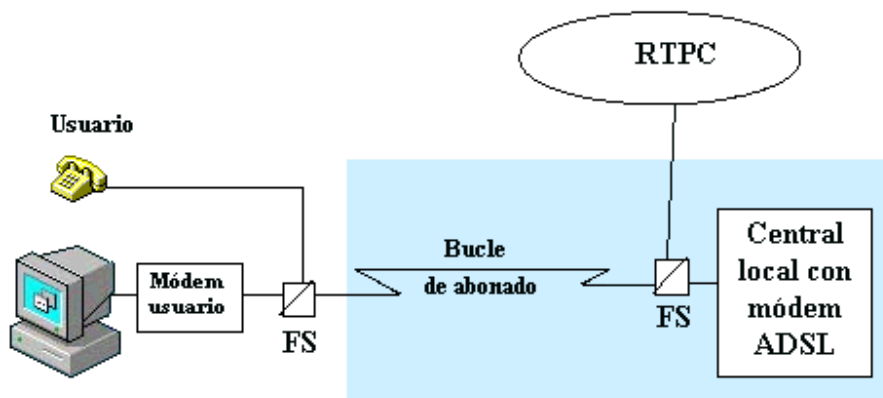 RTPC
Usuario
Módem
usuario
FS
Bucle
de abonado
FS
Central
local con
módem
ADSL